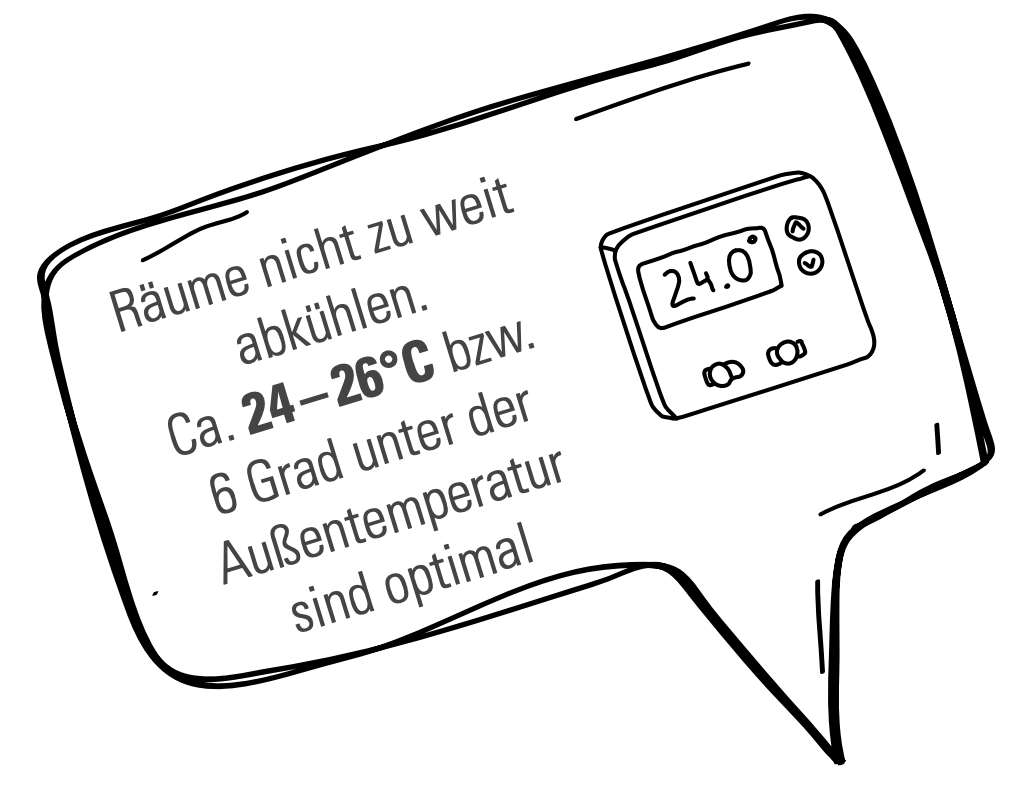 Räume nicht zu weit
abkühlen.
Ca. 24–26°C bzw.
6 Grad unter der
Außentemperatur
sind optimal
24.0°